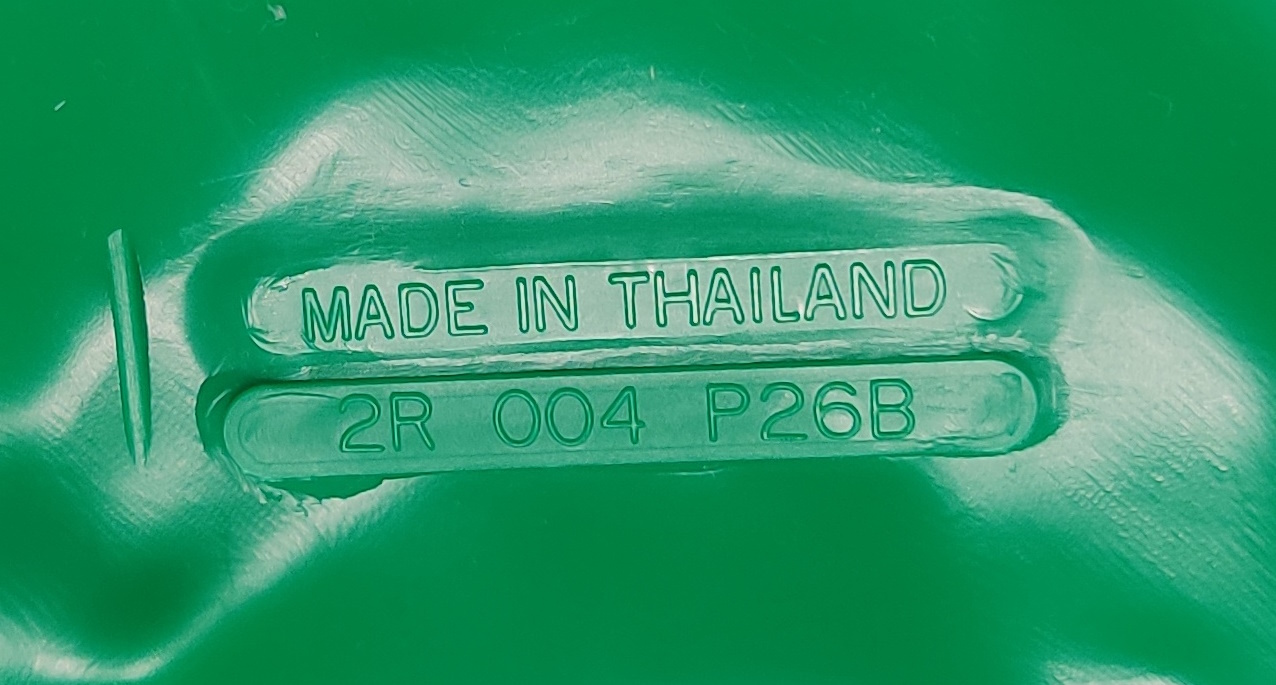 MADE IN THAILAND
2R 004 P26B